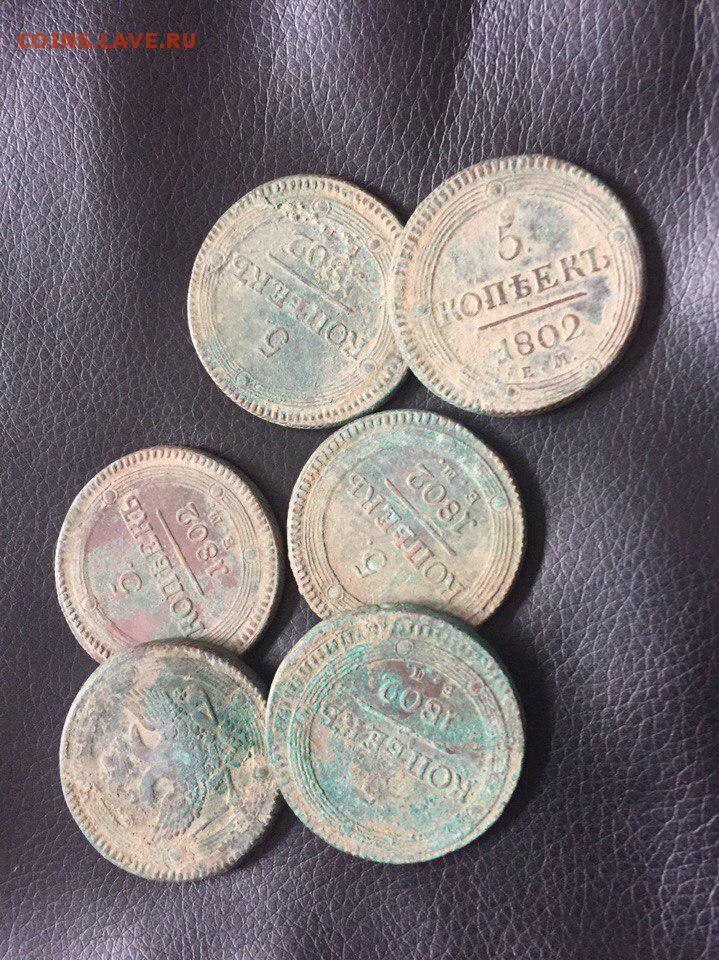 COINS.LAVE.RU
5.
КОПѢЕКЪ
1802
Е. М.
5
КОПѢЕКЪ
1802
Е. М.
5.
КОПѢЕКЪ
1802
Е М
5.
КОПѢЕКЪ
1802
Е М
КОПѢЕКЪ
1802
Е. М.